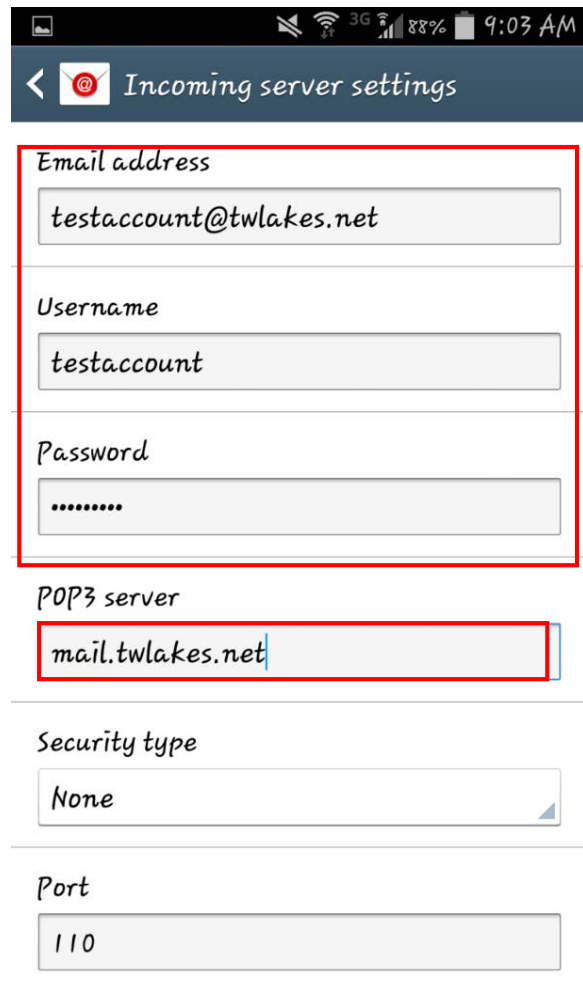 3G 88% 9:03 AM
@ Incoming server settings
Email address
testaccount@twlakes.net
Username
testaccount
Password
•••••••••
POP3 server
mail.twlakes.net
Security type
None
Port
110